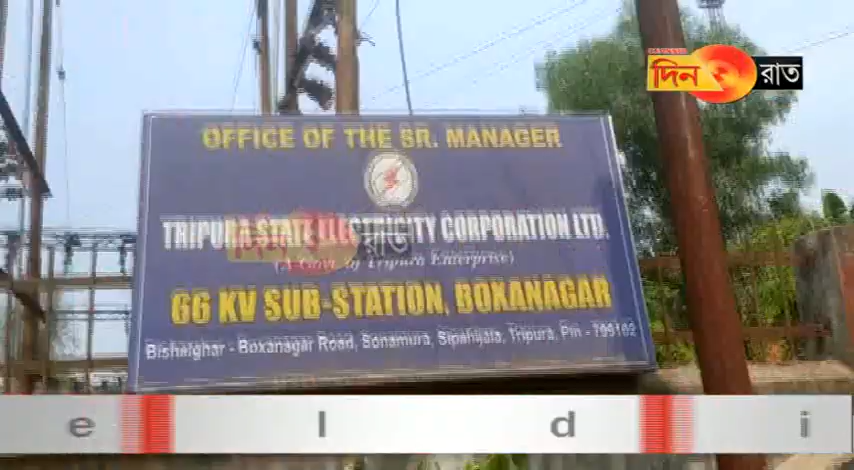 দিন রাত
OFFICE OF THE SR. MANAGER
TRIPURA STATE ELECTRICITY CORPORATION LTD.
দিন রাত
(A Govt. of Tripura Enterprise)
66 KV SUB-STATION, BOXANAGAR
Bishalghar - Boxanagar Road, Sonamura, Sipahijala, Tripura, Pin - 799102
e l d i